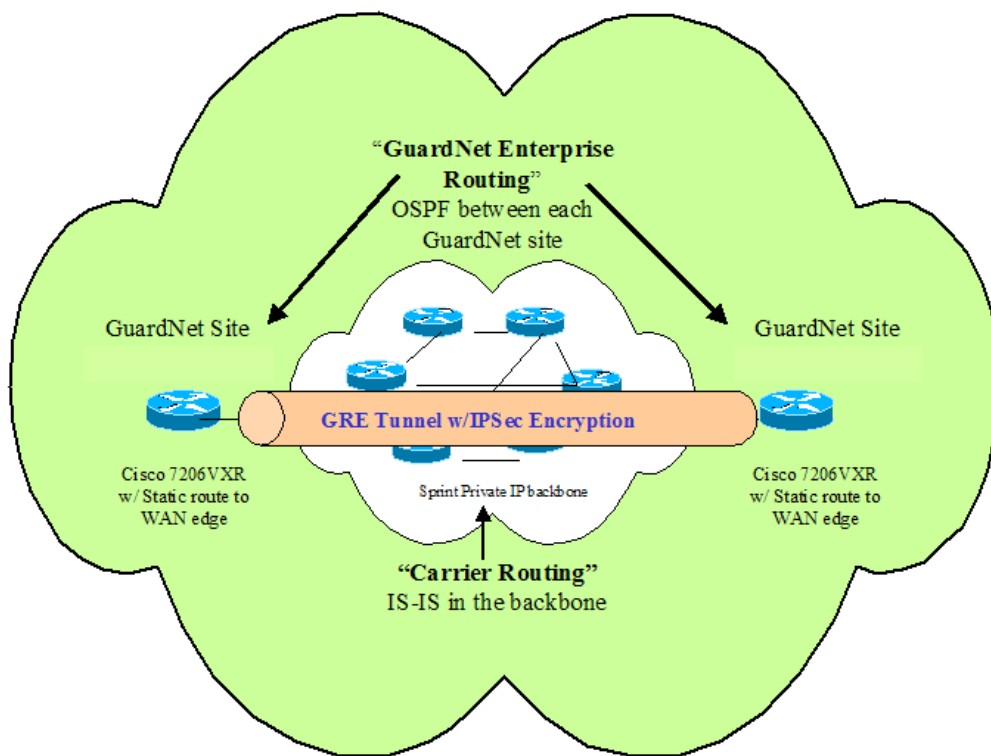 “GuardNet Enterprise
Routing”
OSPF between each
GuardNet site
GuardNet Site
GuardNet Site
GRE Tunnel w/IPSec Encryption
Cisco 7206VXR
w/ Static route to
WAN edge
Sprint Private IP backbone
Cisco 7206VXR
w/ Static route to
WAN edge
“Carrier Routing”
IS-IS in the backbone